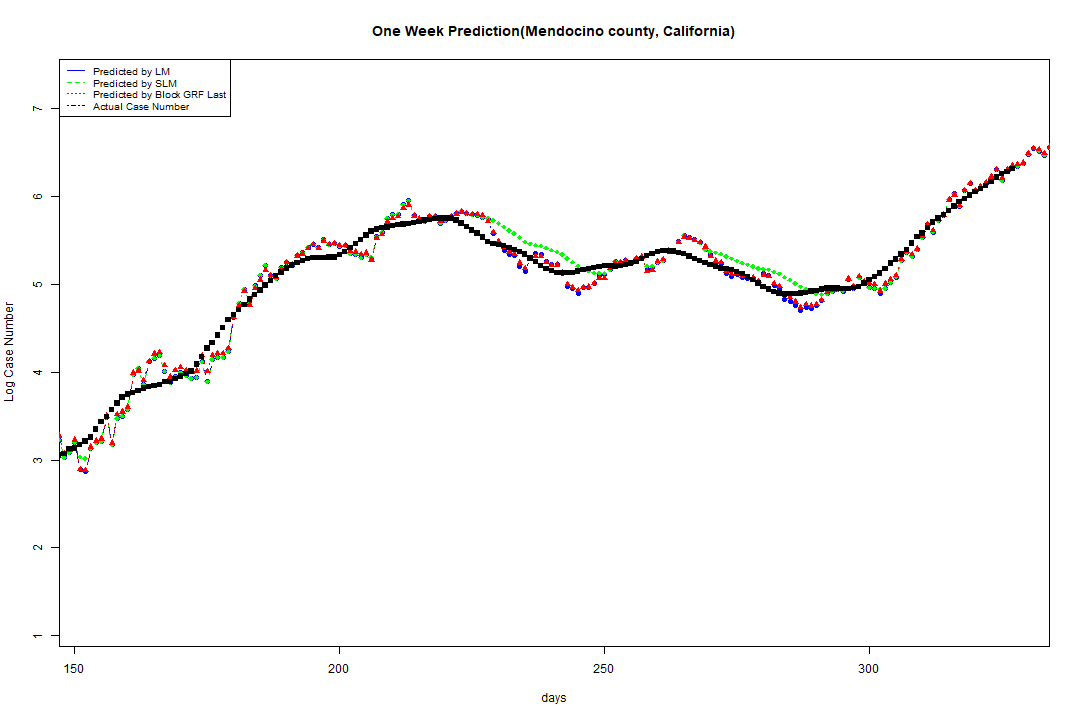 One Week Prediction(Mendocino county, California)
Predicted by LM
Predicted by SLM
Predicted by Block GRF Last
Actual Case Number
7
6
5
4
3
2
1
Log Case Number
150 200 250 300
days